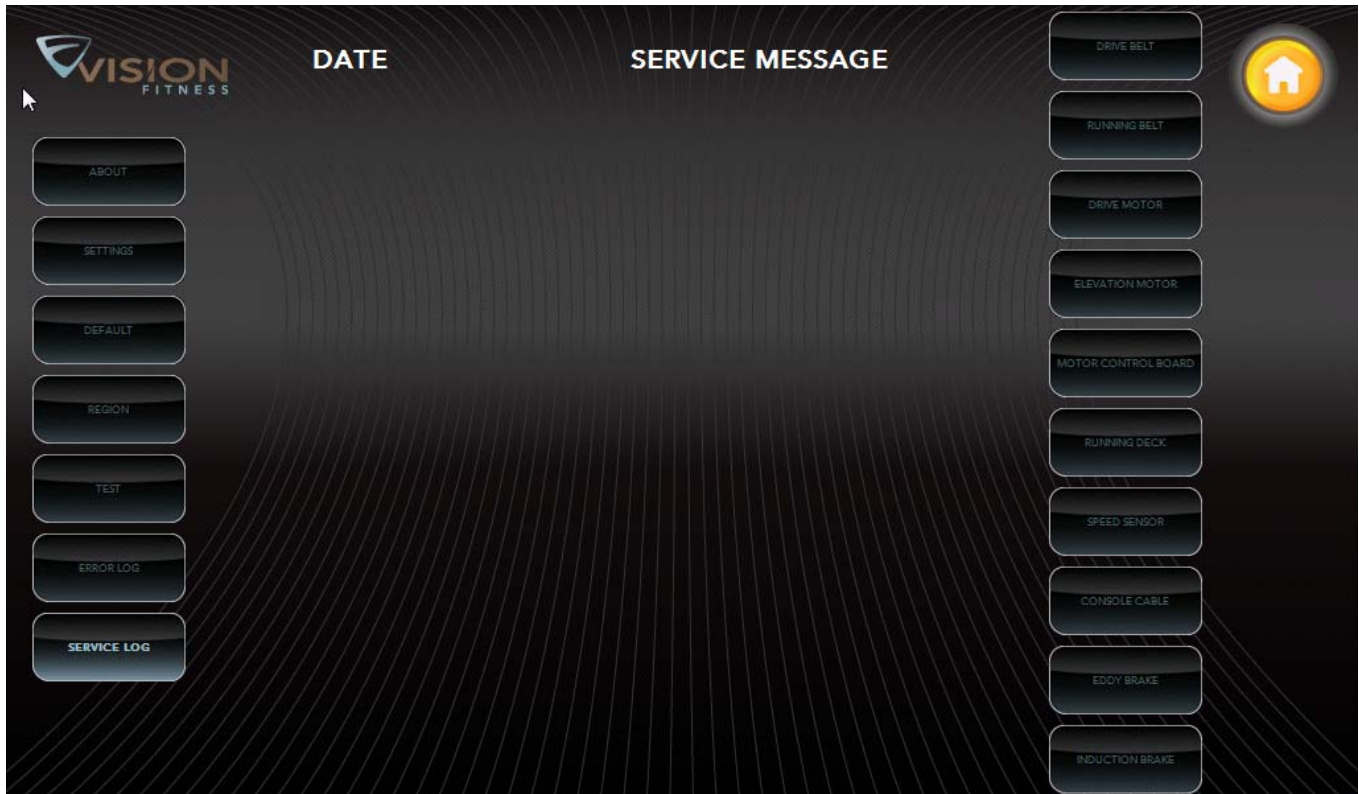 VISION
FITNESS
DATE
SERVICE MESSAGE
ABOUT
SETTINGS
DEFAULT
REGION
TEST
ERROR LOG
SERVICE LOG
DRIVE BELT
RUNNING BELT
DRIVE MOTOR
ELEVATION MOTOR
MOTOR CONTROL BOARD
RUNNING DECK
SPEED SENSOR
CONSOLE CABLE
EDDY BRAKE
INDUCTION BRAKE